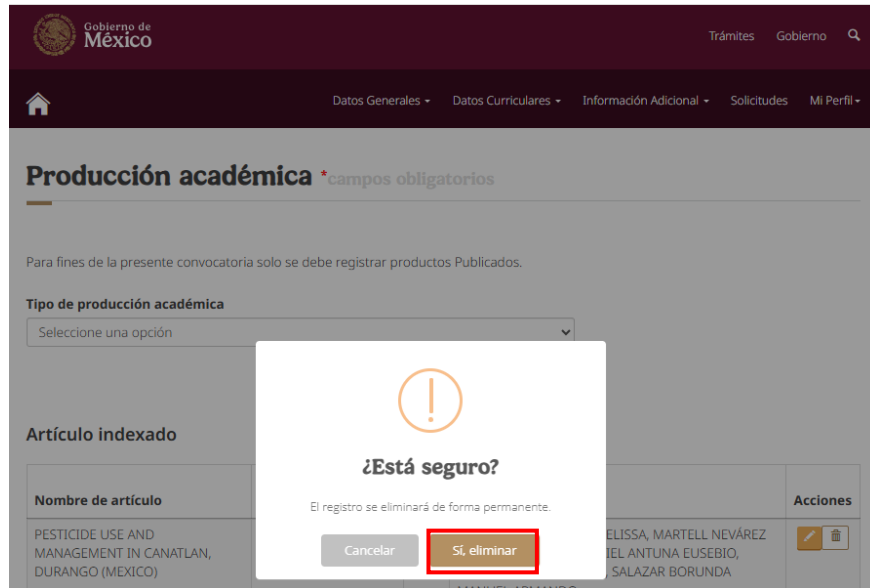 Gobierno de
México
Trámites Gobierno
Datos Generales Datos Curriculares Información Adicional Solicitudes Mi Perfil
Producción académica *campos obligatorios
Para fines de la presente convocatoria solo se debe registrar productos Publicados.
Tipo de producción académica
Seleccione una opción
Artículo indexado
¿Está seguro?
El registro se eliminará de forma permanente.
Cancelar Sí, eliminar
Nombre de artículo Acciones
PESTICIDE USE AND MARTELL NEVÁREZ
MANAGEMENT IN CANATLAN, ANTUNA EUSEBIO,
DURANGO (MEXICO) SALAZAR BORUNDA
MANUEL ARMANDO